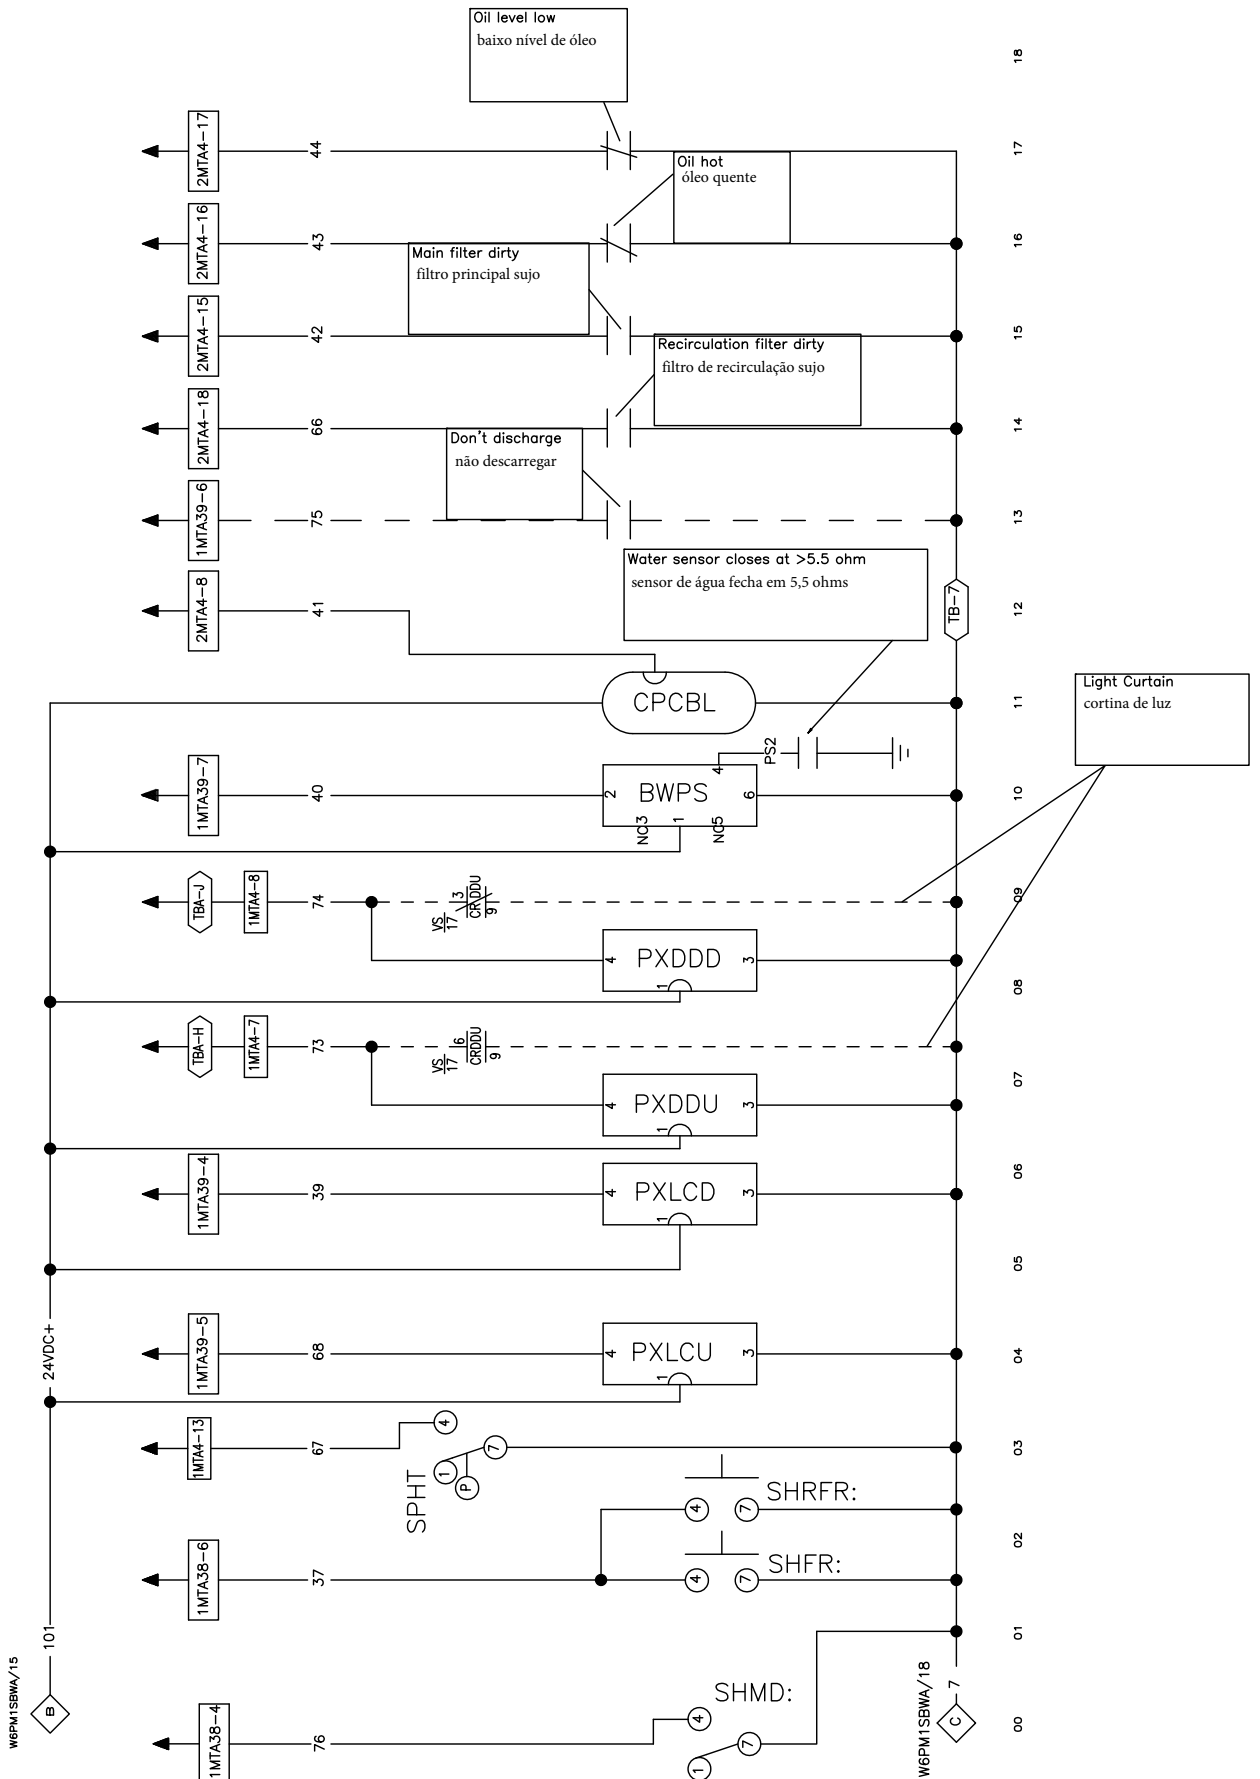 Oil level low
baixo nível de óleo
18
2MTA4-17
44
17
Oil hot
óleo quente
2MTA4-16
43
16
Main filter dirty
filtro principal sujo
2MTA4-15
42
15
Recirculation filter dirty
filtro de recirculação sujo
2MTA4-18
66
14
Don't discharge
não descarregar
1MTA39-6
75
13
Water sensor closes at >5.5 ohm
sensor de água fecha em 5,5 ohms
2MTA4-8
41
TB-7
12
Light Curtain
cortina de luz
CPCBL
11
PS2
1MTA39-7
40
2
BWPS
4
6
NC3
1
NC5
10
TBA-J
1MTA4-8
74
VS
17
3
CRDDU
9
09
4
PXDDD
3
1
08
TBA-H
1MTA4-7
73
VS
17
6
CRDDU
9
4
PXDDU
3
1
07
1MTA39-4
39
4
PXLCD
3
1
06
05
24VDC+
1MTA39-5
68
4
PXLCU
3
1
04
1MTA4-13
67
4
7
1
P
SPHT
03
SHRFR:
4
7
02
1MTA38-6
37
SHFR:
4
7
101
01
W6PM1SBWA/15
B
1MTA38-4
76
SHMD:
4
7
1
W6PM1SBWA/18
C
7
00